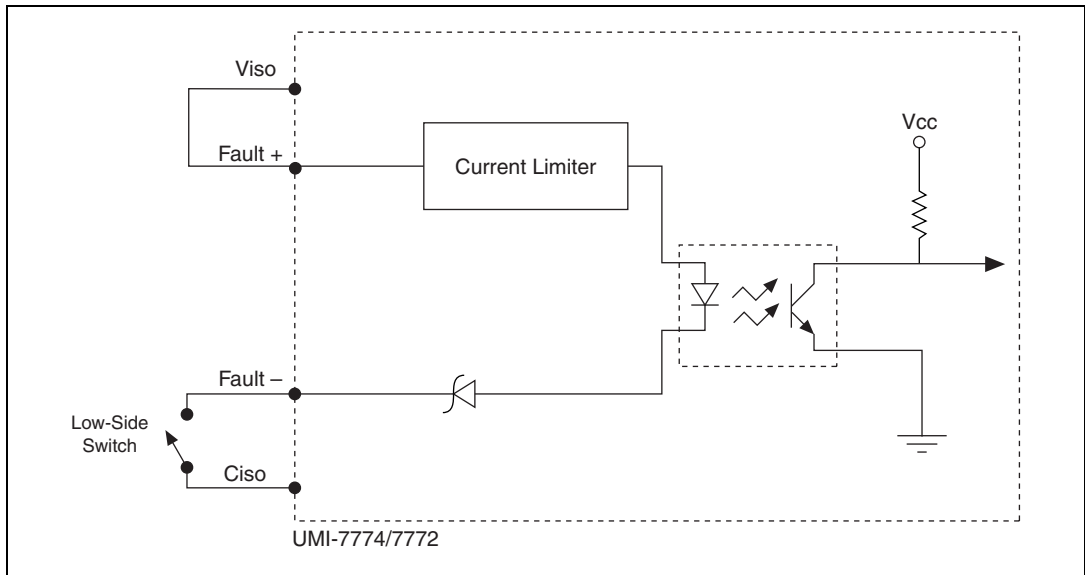 Viso
Vcc
Fault +
Current Limiter
Fault –
Low-Side
Switch
Ciso
UMI-7774/7772